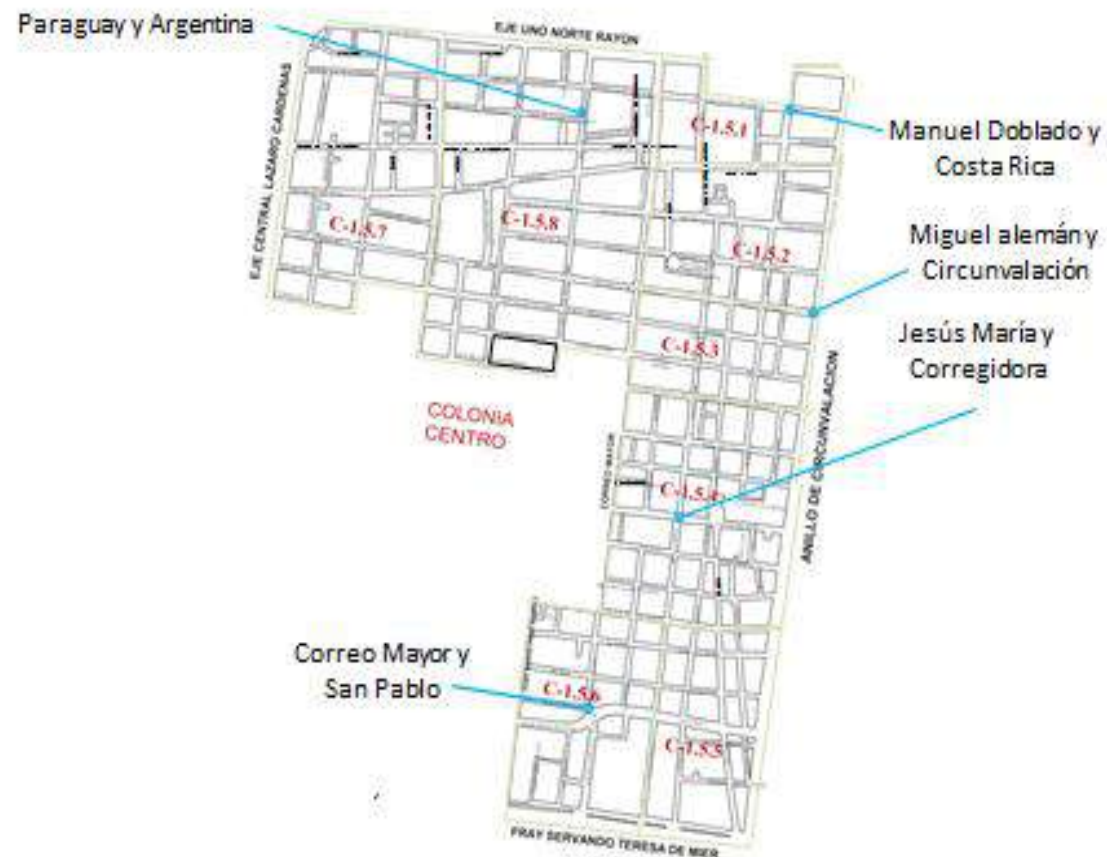 Paraguay y Argentina
EJE UNO NORTE RAYON
EJE CENTRAL LAZARO CARDENAS
C-1.5.1
Manuel Doblado y
Costa Rica
C-1.5.7
C-1.5.8
C-1.5.2
Miguel alemán y
Circunvalación
C-1.5.3
Jesús María y
Corregidora
COLONIA
CENTRO
CORREO MAYOR
C-1.5.4
ANILLO DE CIRCUNVALACION
Correo Mayor y
San Pablo
C-1.5.6
C-1.5.5
FRAY SERVANDO TERESA DE MIER